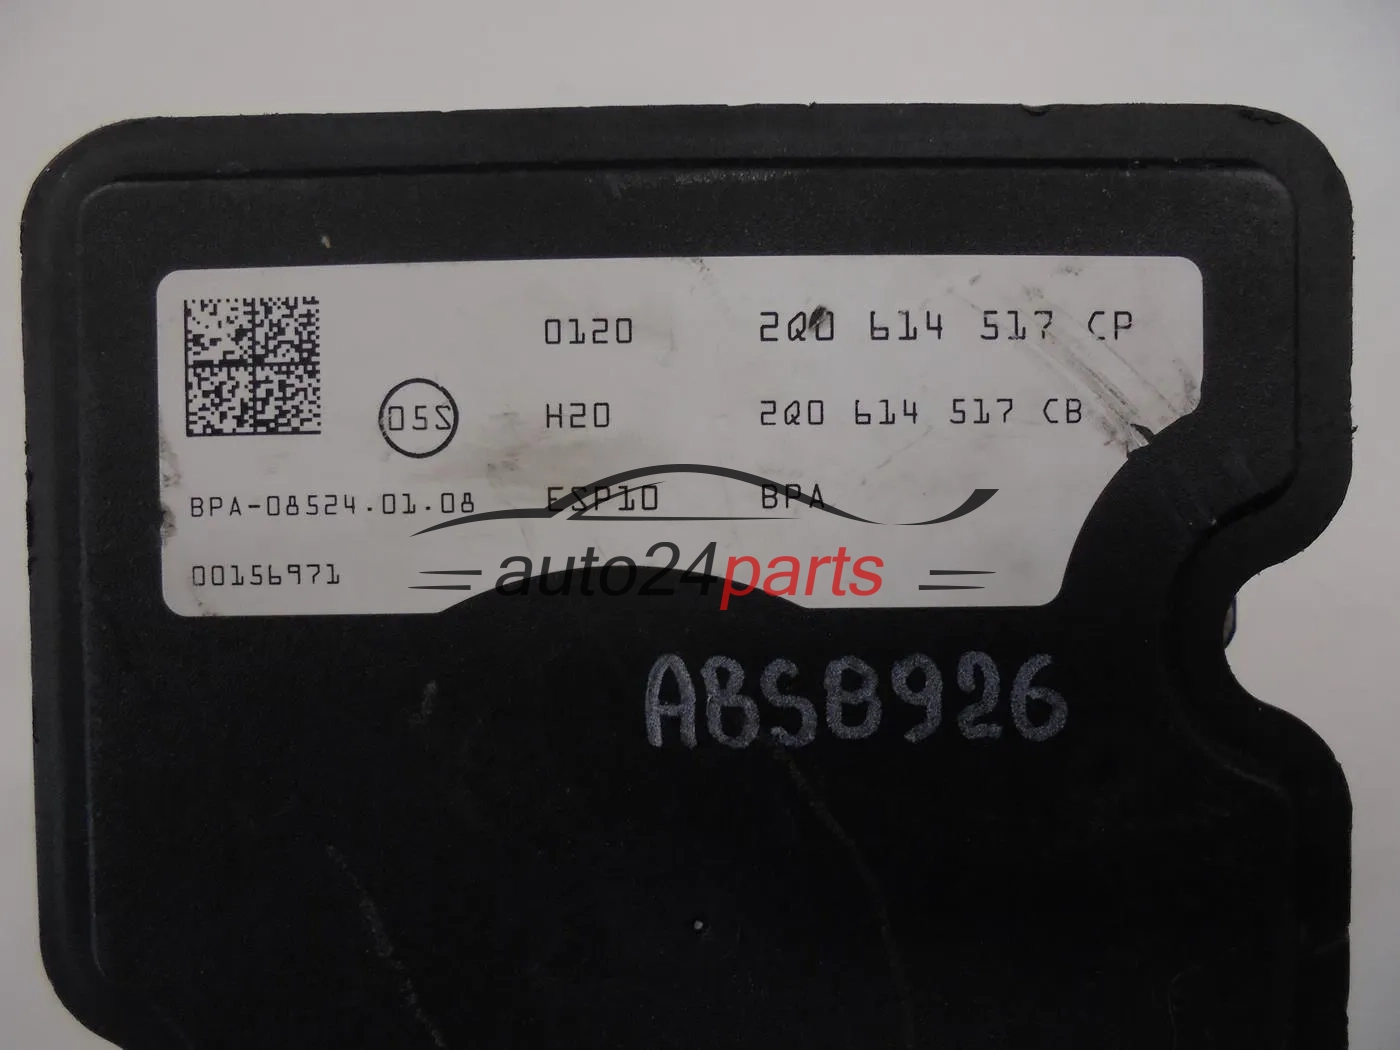 0120 2Q0 614 517 CP
05S H20 2Q0 614 517 CB
BPA-08524.01.08 ESP10 BPA
auto24parts
00156971
ABSB926